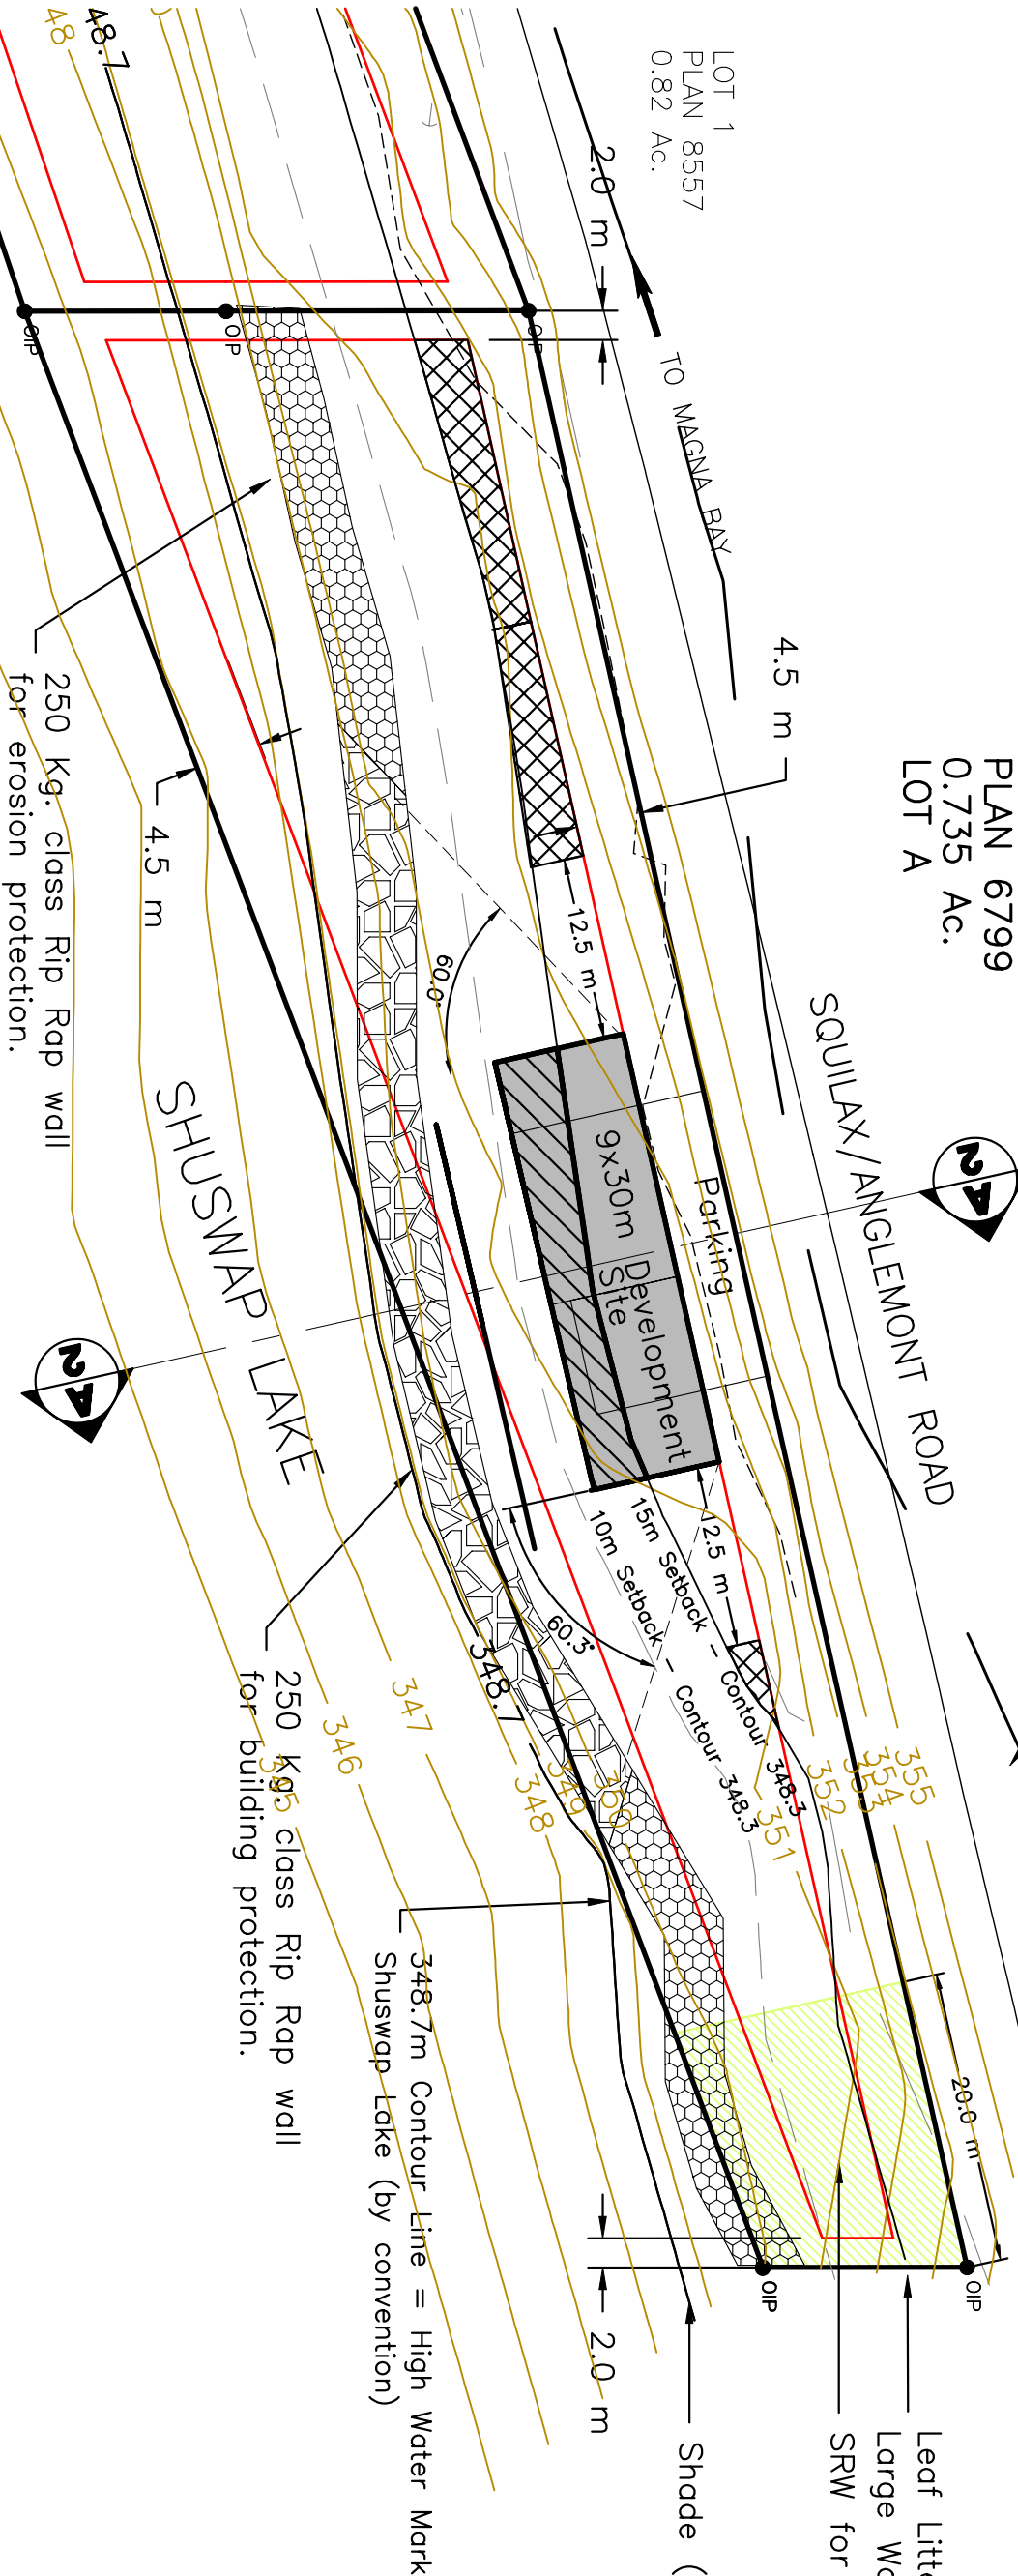 LOT 1
PLAN 8557
0.82 Ac.
2.0 m
TO MAGNA BAY
PLAN 6799
0.735 Ac.
LOT A
4.5 m
SQUILAX/ANGLEMONT ROAD
48
48.7
OIP
250 Kg. class Rip Rap wall
for erosion protection.
4.5 m
12.5 m
60.0°
9x30m Development
Site
Parking
A2
A2
SHUSWAP LAKE
2.5 m
15m Setback - Contour 348.3
10m Setback - Contour 348.3
60.3°
348.7
355
354
353
352
351
350
349
348
347
346
345
250 Kg. class Rip Rap wall
for building protection.
348.7m Contour Line = High Water Mark
Shuswap Lake (by convention)
20.0 m
OIP
OIP
2.0 m
Shade (
SRW for
Large
Leaf